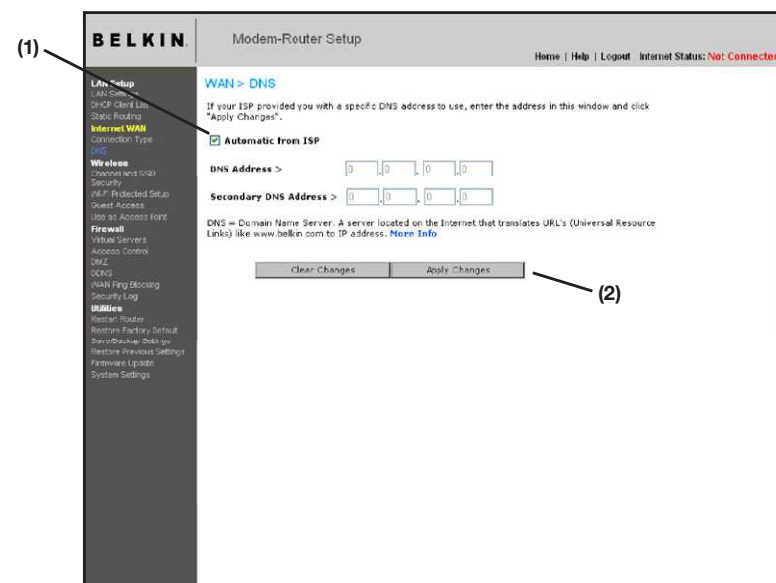 BELKIN.
Modem-Router Setup
Home | Help | Logout Internet Status: Not Connected
(1)
LAN Setup
LAN Settings
DHCP Client List
Static Routing
Internet WAN
Connection Type
DNS
Wireless
Channel and SSID
Security
Wi-Fi Protected Setup
Guest Access
Use as Access Point
Firewall
Virtual Servers
Access Control
DMZ
DDNS
WAN Ping Blocking
Security Log
Utilities
Restart Router
Restore Factory Default
Save/Backup Settings
Restore Previous Settings
Firmware Update
System Settings
WAN > DNS
If your ISP provided you with a specific DNS address to use, enter the address in this window and click
"Apply Changes".
Automatic from ISP
DNS Address > 0 . 0 . 0 . 0
Secondary DNS Address > 0 . 0 . 0 . 0
DNS = Domain Name Server. A server located on the Internet that translates URL's (Universal Resource
Links) like www.belkin.com to IP address. More Info
Clear Changes Apply Changes
(2)